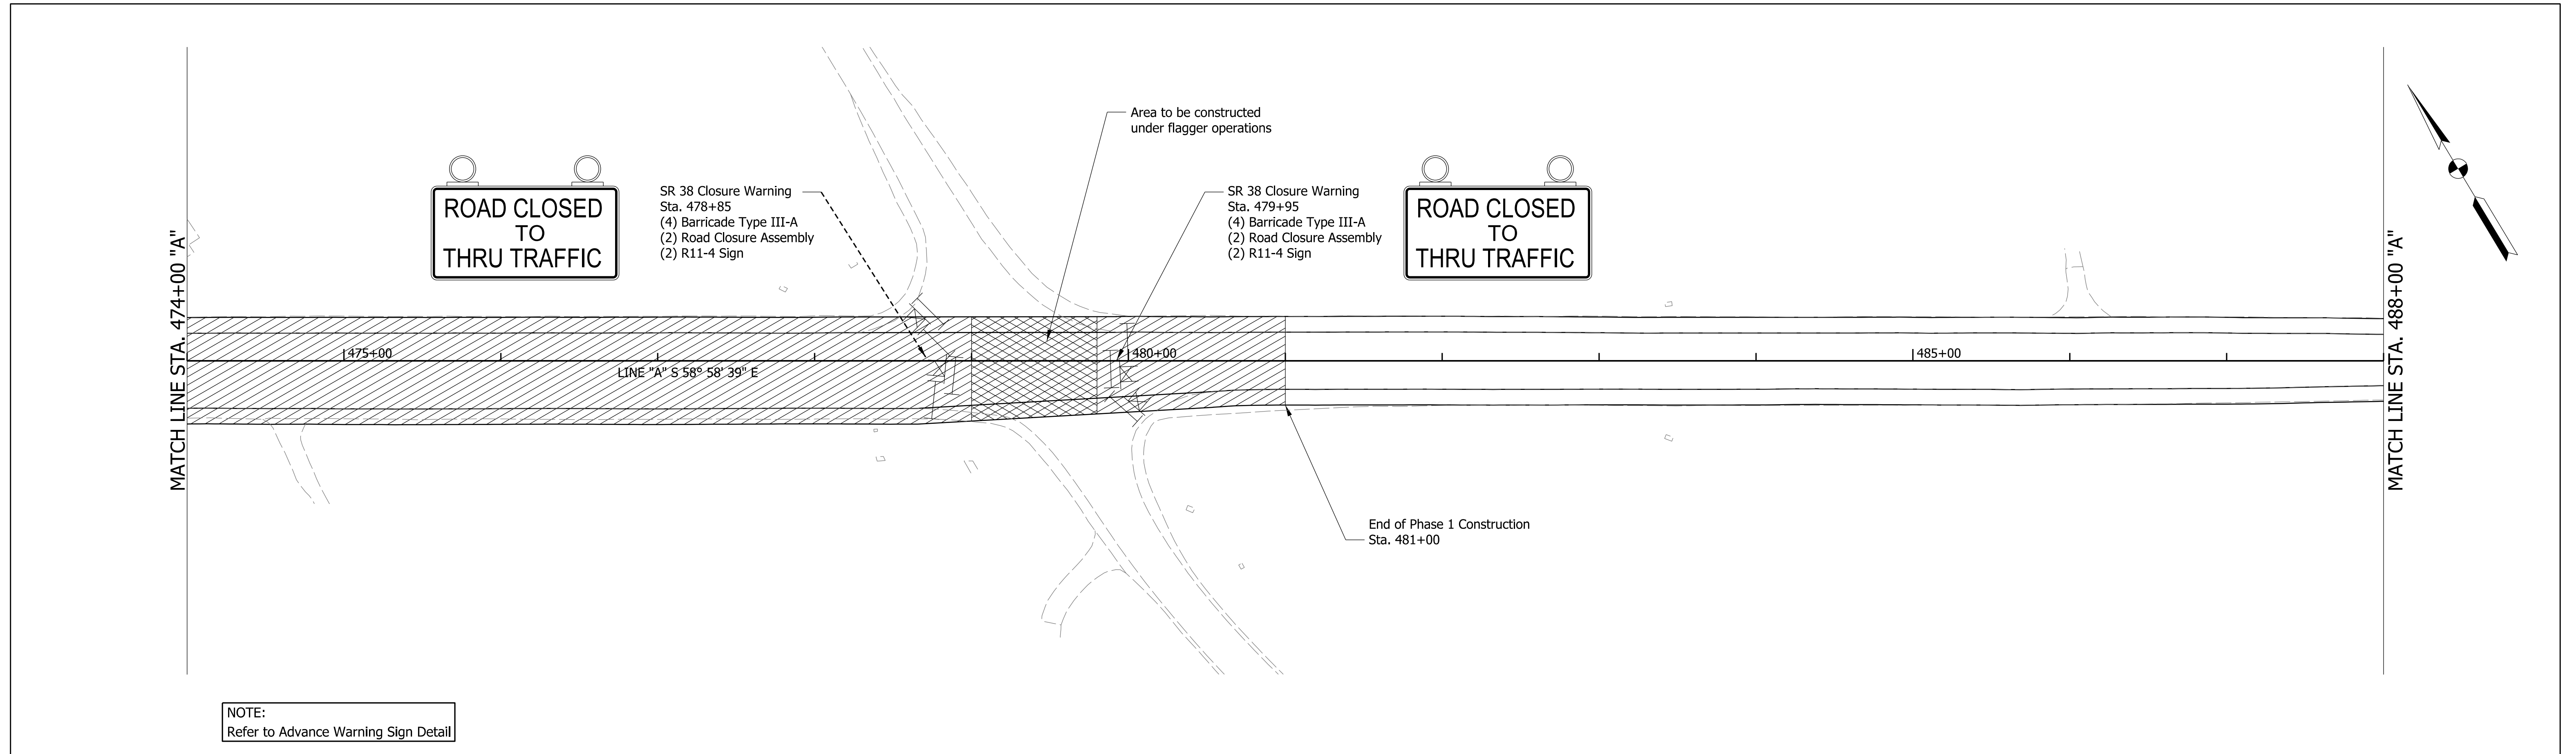 Area to be constructed
under flagger operations
ROAD CLOSED
TO
THRU TRAFFIC
SR 38 Closure Warning
Sta. 478+85
(4) Barricade Type III-A
(2) Road Closure Assembly
(2) R11-4 Sign
SR 38 Closure Warning
Sta. 479+95
(4) Barricade Type III-A
(2) Road Closure Assembly
(2) R11-4 Sign
ROAD CLOSED
TO
THRU TRAFFIC
MATCH LINE STA. 474+00 "A"
475+00
LINE "A" S 58° 58' 39" E
480+00
485+00
MATCH LINE STA. 488+00 "A"
End of Phase 1 Construction
Sta. 481+00
NOTE:
Refer to Advance Warning Sign Detail